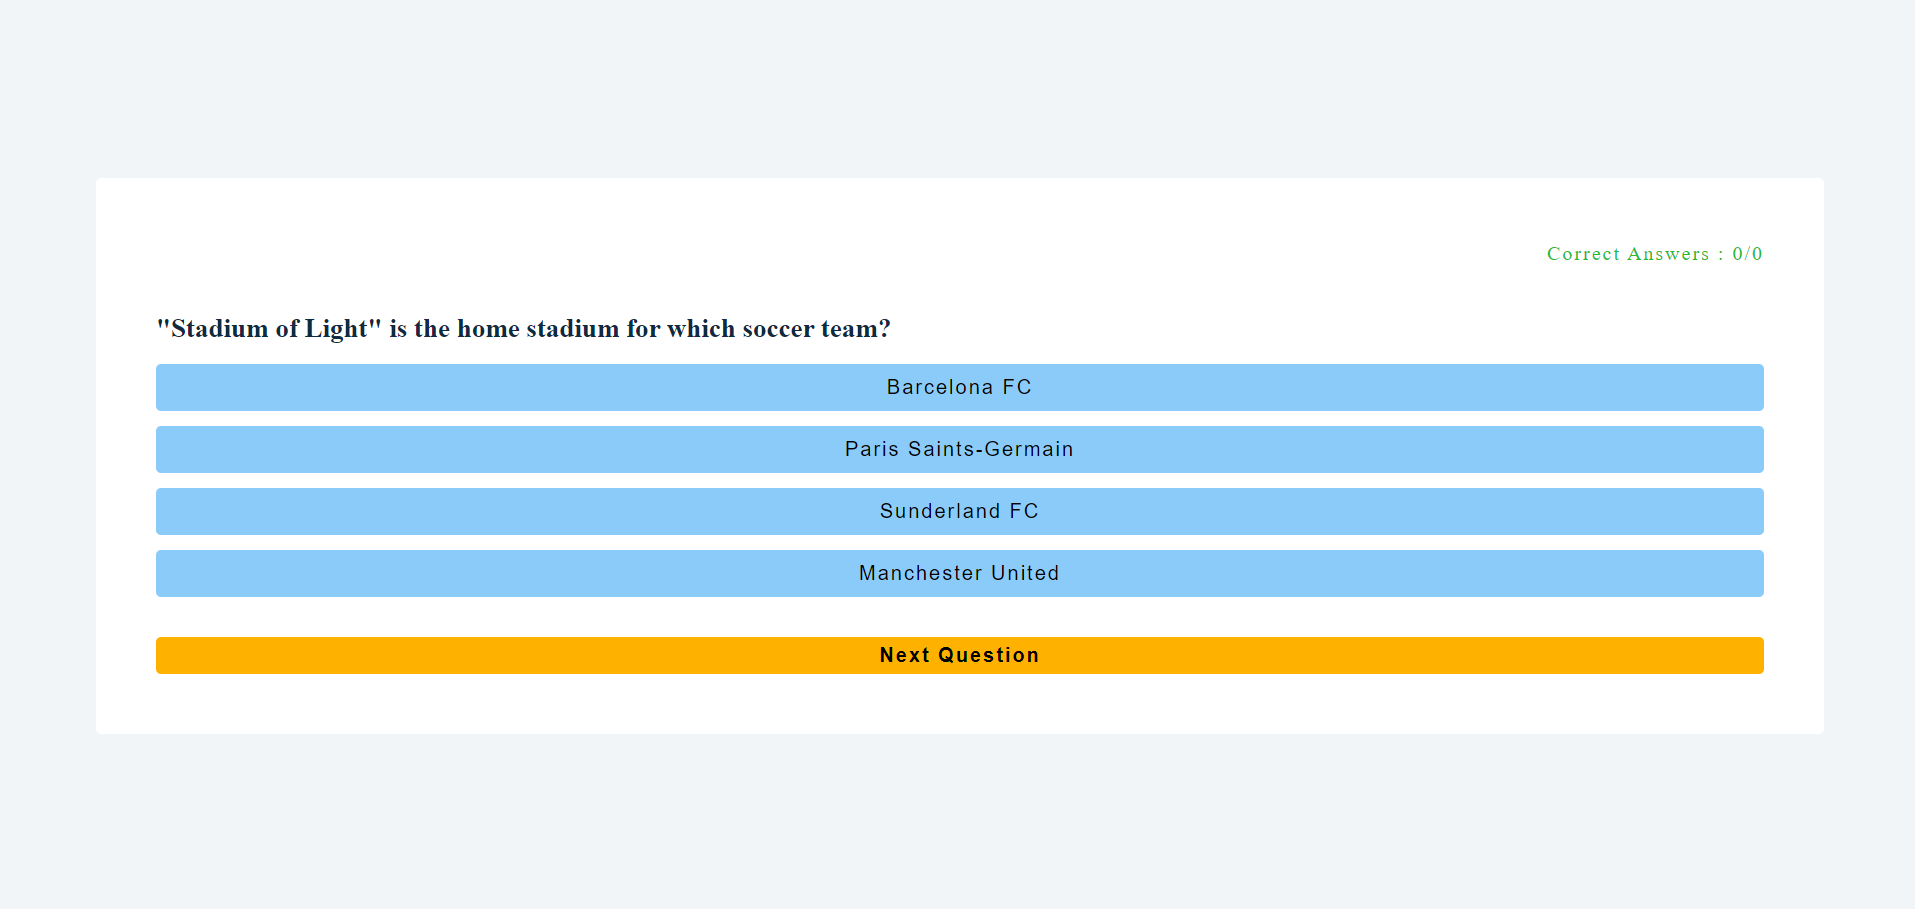 Correct Answers : 0/0
"Stadium of Light" is the home stadium for which soccer team?
Barcelona FC
Paris Saints-Germain
Sunderland FC
Manchester United
Next Question